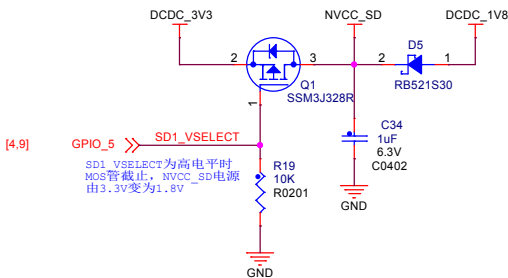 DCDC_3V3
NVCC_SD
DCDC_1V8
2
3
2
D5
1
Q1
SSM3J328R
RB521S30
1
C34
1uF
6.3V
C0402
[4,9]
GPIO_5
SD1_VSELECT
SD1_VSELECT为高电平时
MOS管截止，NVCC_SD电源
由3.3V变为1.8V
R19
10K
R0201
GND
GND